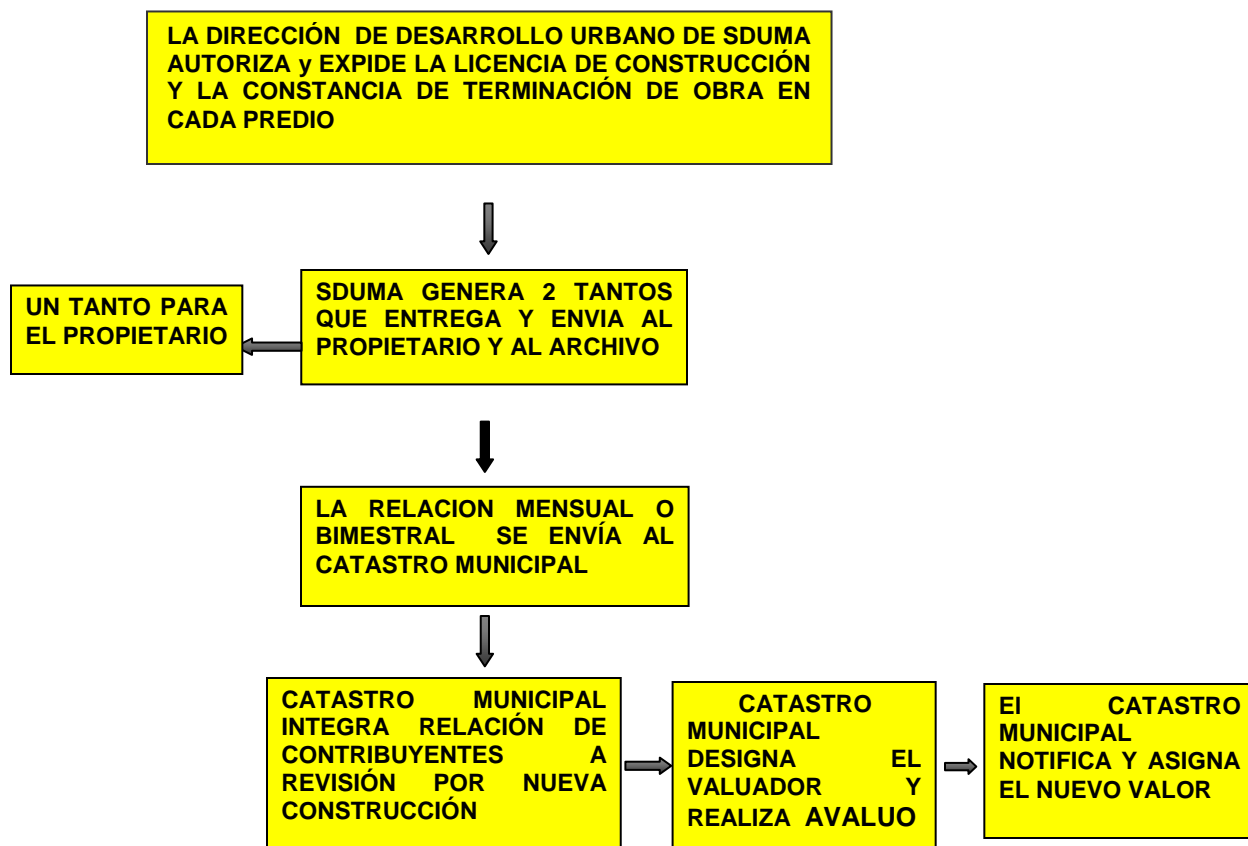 LA DIRECCIÓN DE DESARROLLO URBANO DE SDUMA
AUTORIZA y EXPIDE LA LICENCIA DE CONSTRUCCIÓN
Y LA CONSTANCIA DE TERMINACIÓN DE OBRA EN
CADA PREDIO
UN TANTO PARA
EL PROPIETARIO
SDUMA GENERA 2 TANTOS
QUE ENTREGA Y ENVIA AL
PROPIETARIO Y AL ARCHIVO
LA RELACION MENSUAL O
BIMESTRAL SE ENVÍA AL
CATASTRO MUNICIPAL
CATASTRO MUNICIPAL
INTEGRA RELACIÓN DE
CONTRIBUYENTES A
REVISIÓN POR NUEVA
CONSTRUCCIÓN
CATASTRO
MUNICIPAL
DESIGNA EL
VALUADOR Y
REALIZA AVALUO
El CATASTRO
MUNICIPAL
NOTIFICA Y ASIGNA
EL NUEVO VALOR